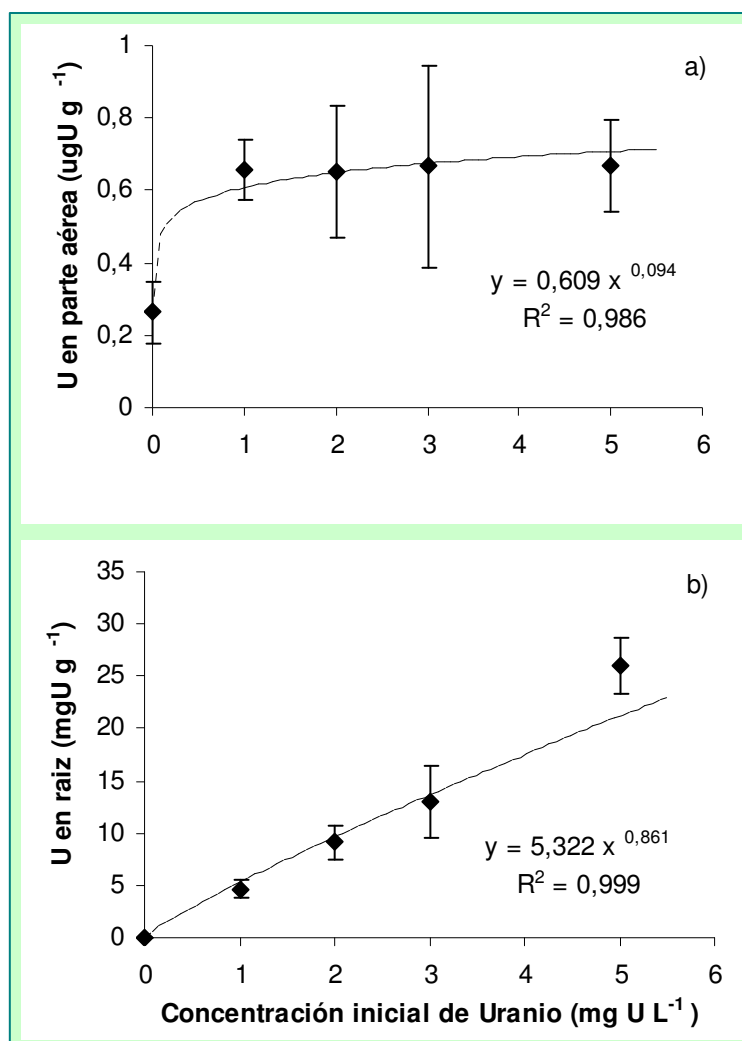 a)
U en parte aérea (ugU g -1)
1
0,8
0,6
0,4
0,2
0
0 1 2 3 4 5 6
y = 0,609 x 0,094
R2 = 0,986
b)
U en raiz (mgU g -1)
35
30
25
20
15
10
5
0
0 1 2 3 4 5 6
y = 5,322 x 0,861
R2 = 0,999
Concentración inicial de Uranio (mg U L-1 )